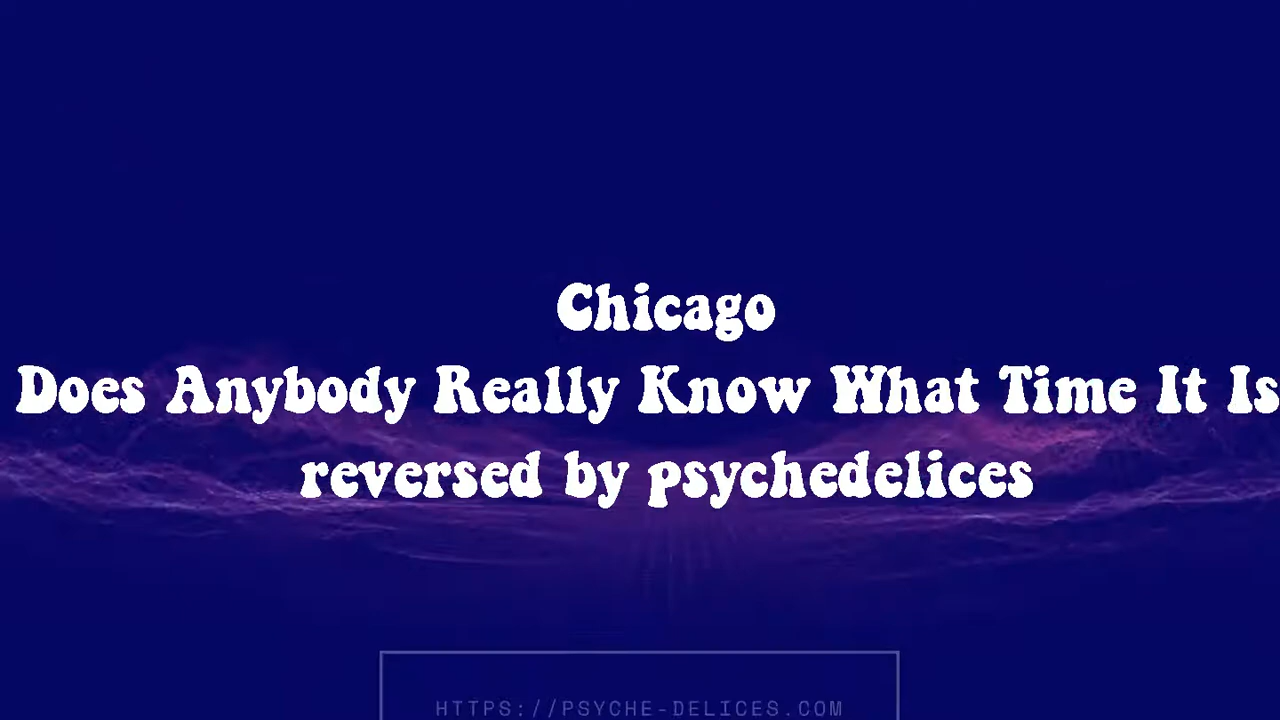 Chicago
Does Anybody Really Know What Time It Is
reversed by psychedelices
HTTPS://PSYCHE-DELICES.COM